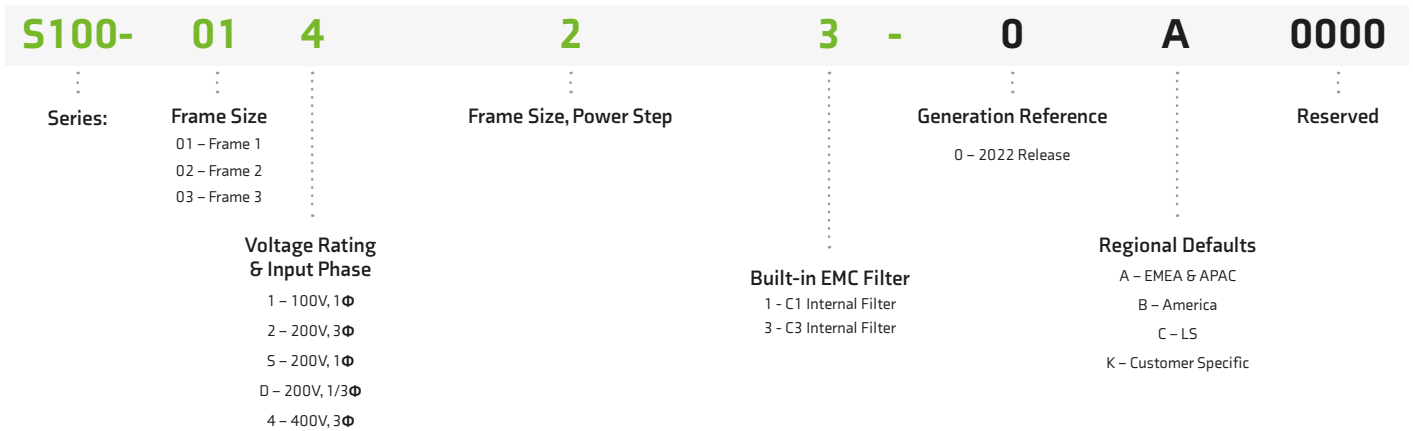 S100- 01 4 2 3 - 0 A 0000
Series:
Frame Size
01 – Frame 1
02 – Frame 2
03 – Frame 3
Voltage Rating
& Input Phase
1 – 100V, 1Φ
2 – 200V, 3Φ
S – 200V, 1Φ
D – 200V, 1/3Φ
4 – 400V, 3Φ
Frame Size, Power Step
Built-in EMC Filter
1 - C1 Internal Filter
3 - C3 Internal Filter
Generation Reference
0 – 2022 Release
Regional Defaults
A – EMEA & APAC
B – America
C – LS
K – Customer Specific
Reserved